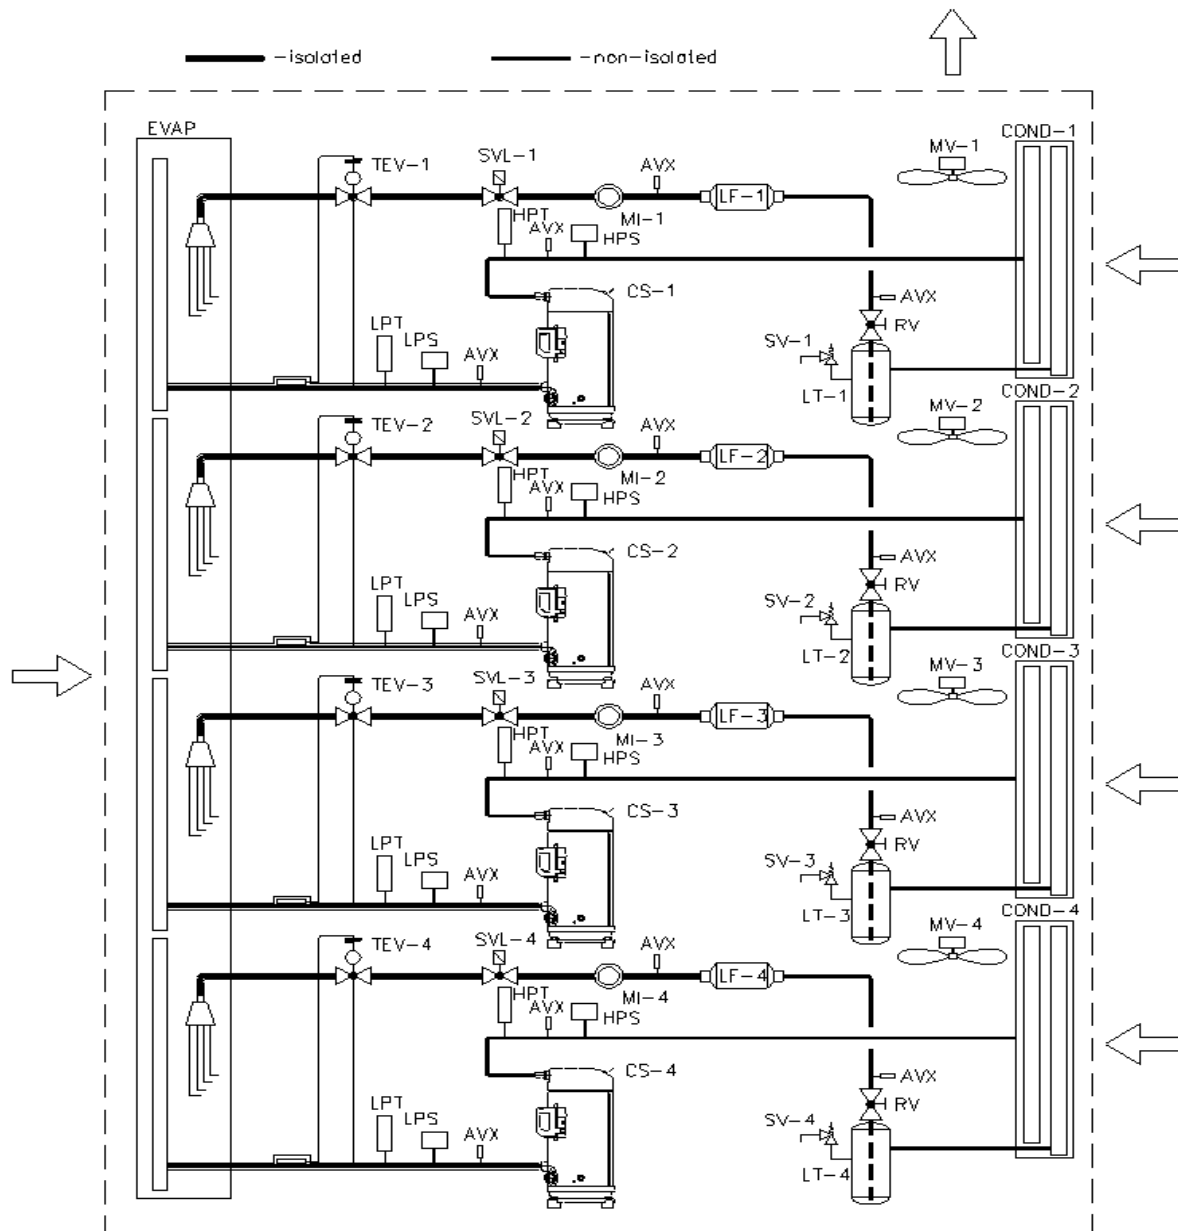 -isolated
-non-isolated
EVAP
COND-1
TEV-1
SVL-1
AVX
MV-1
LF-1
MI-1
HPT
AVX
HPS
CS-1
AVX
RV
LPT
LPS
AVX
SV-1
LT-1
COND-2
TEV-2
SVL-2
AVX
MV-2
LF-2
MI-2
HPT
AVX
HPS
CS-2
AVX
RV
LPT
LPS
AVX
SV-2
LT-2
COND-3
TEV-3
SVL-3
AVX
MV-3
LF-3
MI-3
HPT
AVX
HPS
CS-3
AVX
RV
LPT
LPS
AVX
SV-3
LT-3
COND-4
TEV-4
SVL-4
AVX
MV-4
LF-4
MI-4
HPT
AVX
HPS
CS-4
AVX
RV
LPT
LPS
AVX
SV-4
LT-4